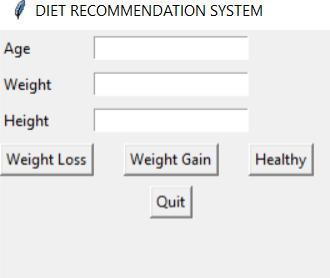 DIET RECOMMENDATION SYSTEM
Age
Weight
Height
Weight Loss Weight Gain Healthy
Quit